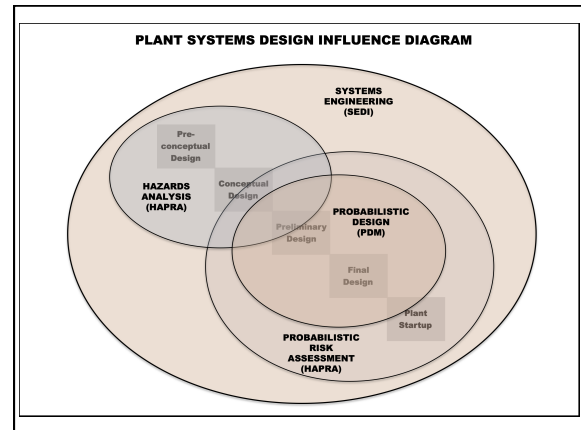 PLANT SYSTEMS DESIGN INFLUENCE DIAGRAM
SYSTEMS
ENGINEERING
(SEDI)
Pre-
conceptual
Design
HAZARDS
ANALYSIS
(HAPRA)
Conceptual
Design
PROBABILISTIC
DESIGN
(PDM)
Preliminary
Design
Final
Design
Plant
Startup
PROBABILISTIC
RISK
ASSESSMENT
(HAPRA)